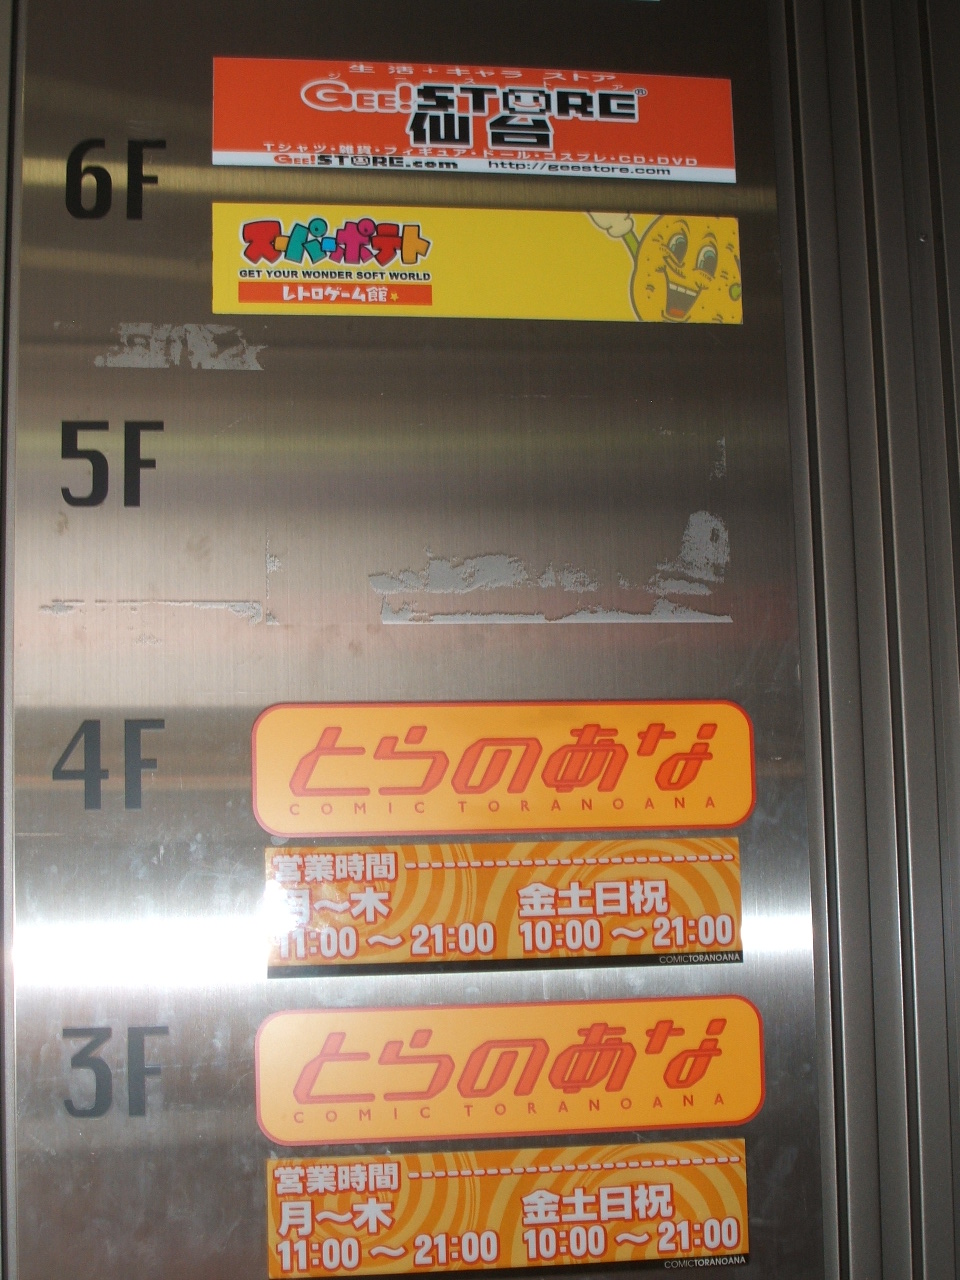 生活+キャラ ストア
ジーストア
GEE!STORE®
仙台
Tシャツ・雑貨・フィギュア・ドール・コスプレ・CD・DVD
GEE!STORE.com http://geestore.com
6F
スーパーポテト
GET YOUR WONDER SOFT WORLD
レトロゲーム館
5F
4F
とらのあな
COMIC TORANOANA
営業時間
月〜木 金土日祝
11:00 〜 21:00 10:00 〜 21:00
COMICTORANOANA
3F
とらのあな
COMIC TORANOANA
営業時間
月〜木 金土日祝
11:00 〜 21:00 10:00 〜 21:00
COMICTORANOANA